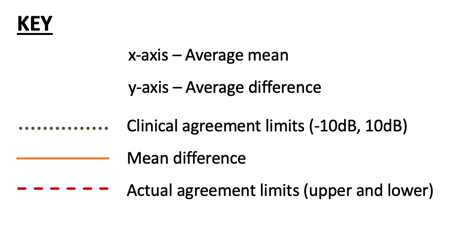 KEY
x-axis – Average mean
y-axis – Average difference
Clinical agreement limits (-10dB, 10dB)
Mean difference
Actual agreement limits (upper and lower)